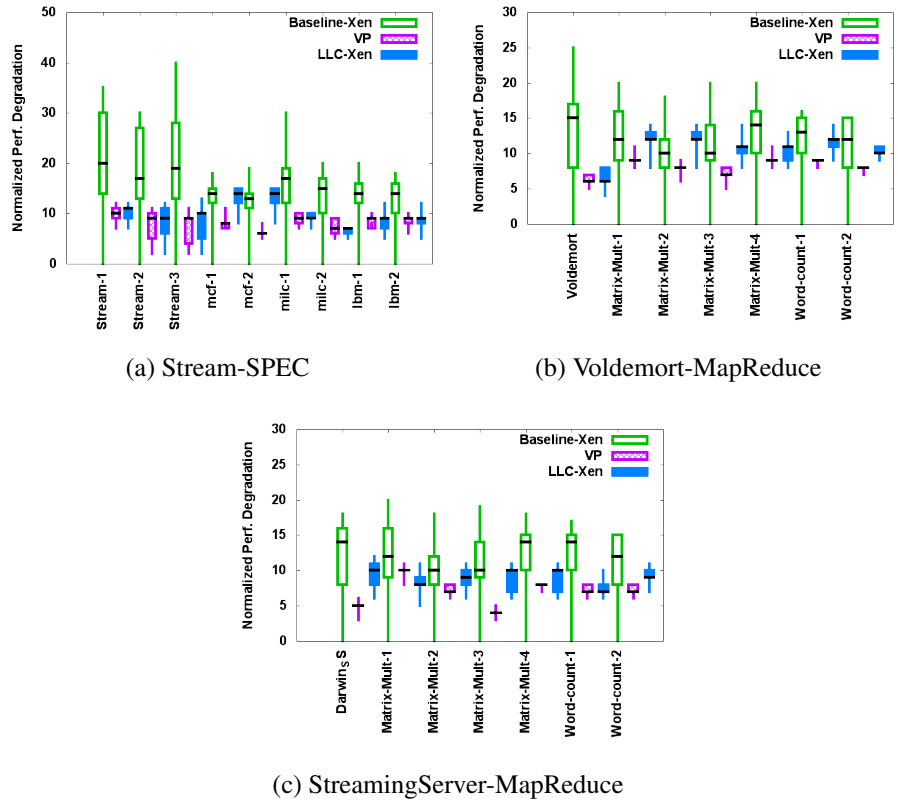 Normalized Perf. Degradation
50
40
30
20
10
0
Baseline-Xen
VP
LLC-Xen
Stream-1
Stream-2
Stream-3
mcf-1
mcf-2
milc-1
milc-2
lbm-1
lbm-2
(a) Stream-SPEC
Normalized Perf. Degradation
30
25
20
15
10
5
0
Baseline-Xen
VP
LLC-Xen
Voldemort
Matrix-Mult-1
Matrix-Mult-2
Matrix-Mult-3
Matrix-Mult-4
Word-count-1
Word-count-2
(b) Voldemort-MapReduce
Normalized Perf. Degradation
30
25
20
15
10
5
0
Baseline-Xen
VP
LLC-Xen
Darwin_SS
Matrix-Mult-1
Matrix-Mult-2
Matrix-Mult-3
Matrix-Mult-4
Word-count-1
Word-count-2
(c) StreamingServer-MapReduce